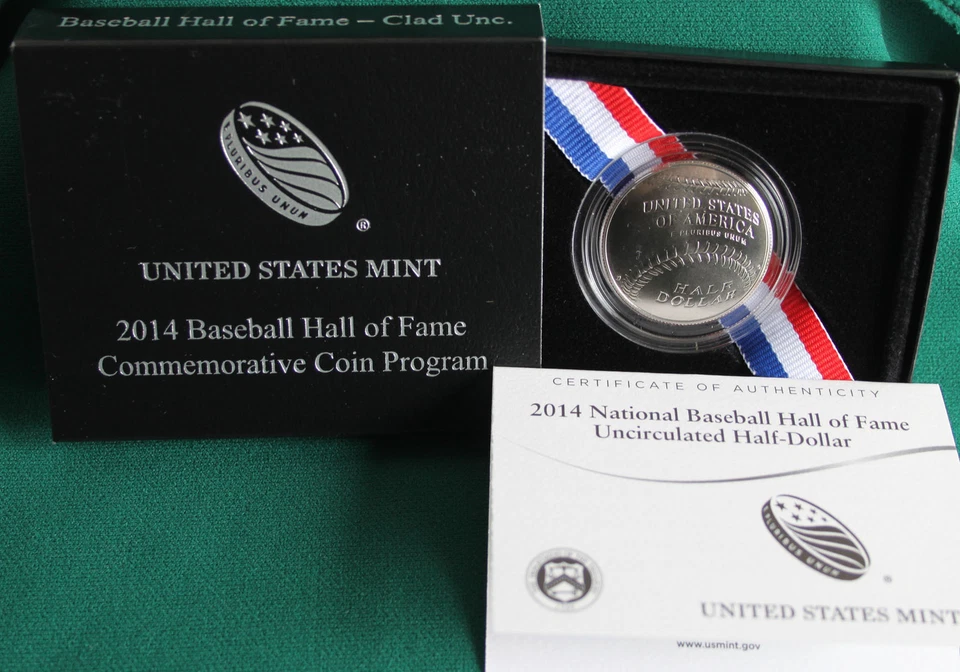 Baseball Hall of Fame – Clad Unc.
E PLURIBUS UNUM
®
UNITED STATES MINT
2014 Baseball Hall of Fame
Commemorative Coin Program
UNITED STATES
OF AMERICA
E PLURIBUS UNUM
HALF
DOLLAR
CERTIFICATE OF AUTHENTICITY
2014 National Baseball Hall of Fame
Uncirculated Half-Dollar
E PLURIBUS UNUM
®
UNITED STATES MINT
www.usmint.gov